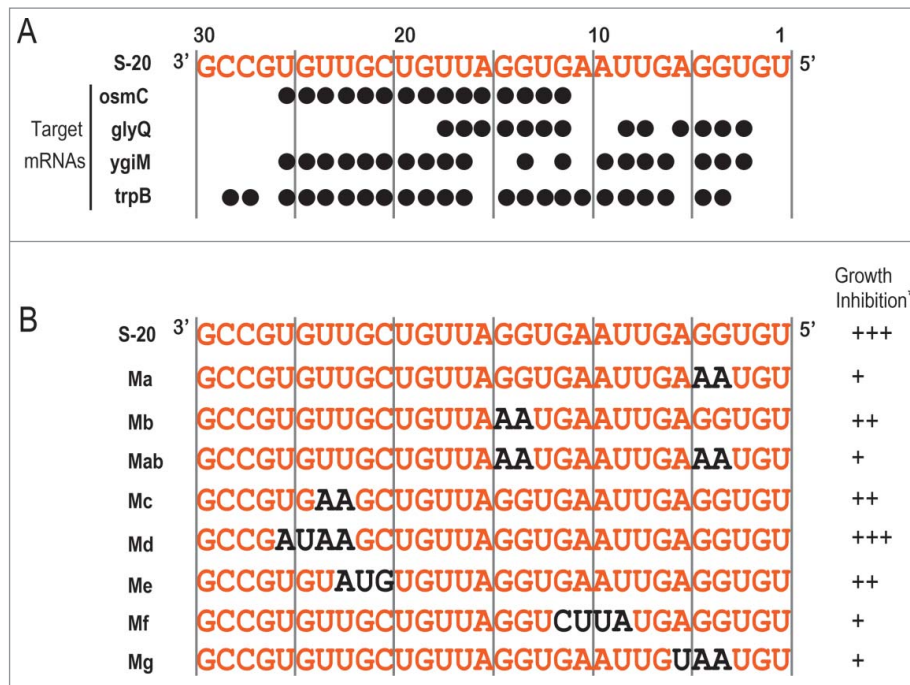 A
30 20 10 1
S-20 3’ GCCGUGUUGCUGUUAGGUGAAUUGAGGUGU 5’
osmC
Target glyQ
mRNAs ygiM
trpB
Growth
Inhibition*
B
S-20 3’ GCCGUGUUGCUGUUAGGUGAAUUGAGGUGU 5’ +++
Ma GCCGUGUUGCUGUUAGGUGAAUUGAAAUGU +
Mb GCCGUGUUGCUGUUAAAUGAAUUGAGGUGU ++
Mab GCCGUGUUGCUGUUAAAUGAAUUGAAAUGU +
Mc GCCGUGAAGCUGUUAGGUGAAUUGAGGUGU ++
Md GCCGAUAAGCUGUUAGGUGAAUUGAGGUGU +++
Me GCCGUGUAUGUGUUAGGUGAAUUGAGGUGU ++
Mf GCCGUGUUGCUGUUAGGUCUUAUGAGGUGU +
Mg GCCGUGUUGCUGUUAGGUGAAUUGUAAUGU +